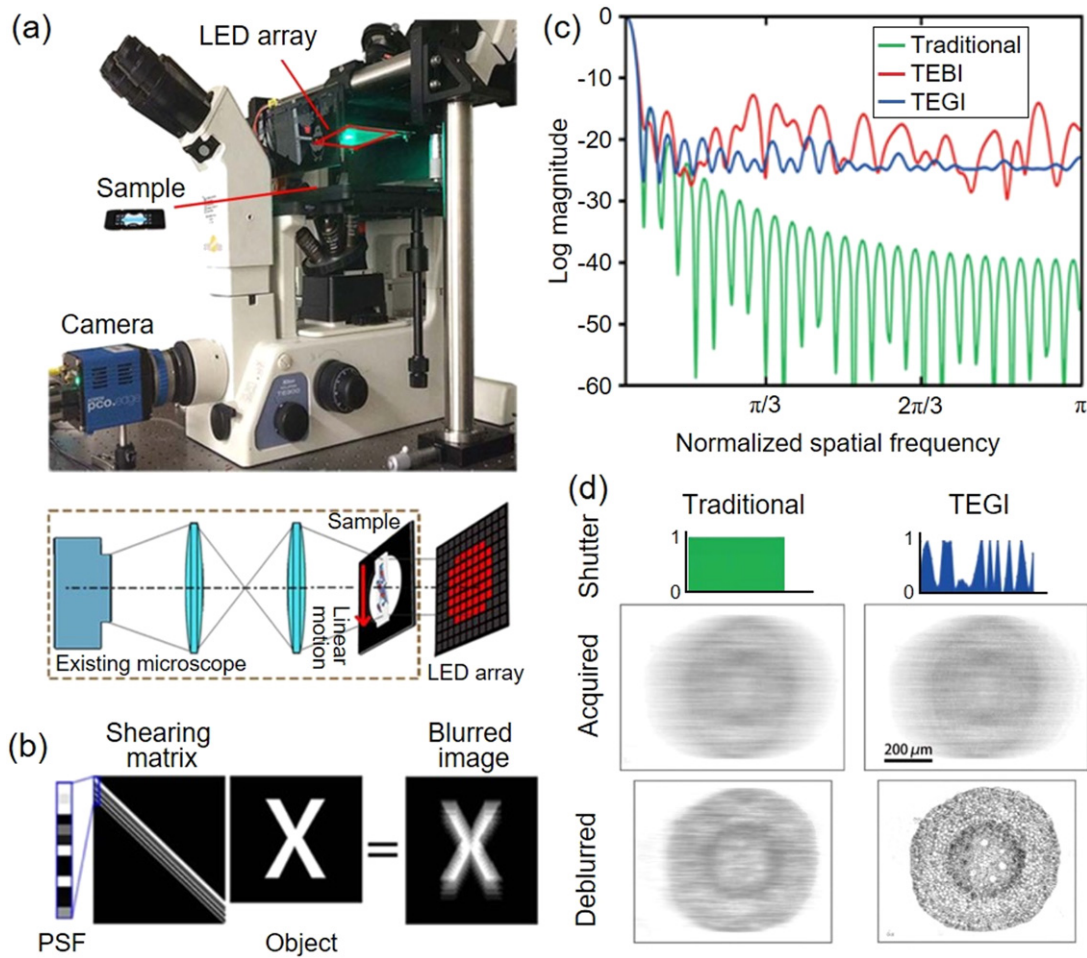 (a)
LED array
Sample
Camera
pco.edge
Sample
Linear
motion
Existing microscope
LED array
(b)
Shearing
matrix
Blurred
image
=
PSF
Object
(c)
0
-10
-20
-30
-40
-50
-60
Log magnitude
Traditional
TEBI
TEGI
π/3
2π/3
π
Normalized spatial frequency
(d)
Traditional
TEGI
Shutter
1
0
1
0
Acquired
200 μm
Deblurred